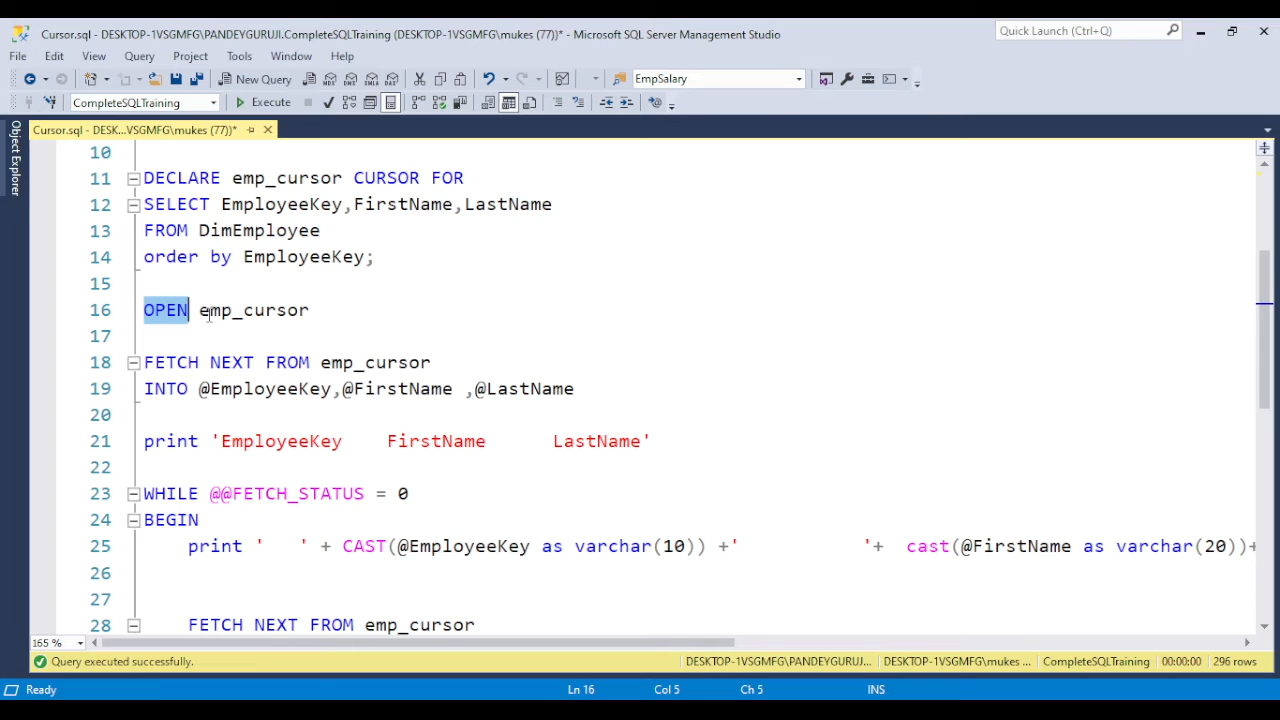 Cursor.sql - DESKTOP-1VSGMFG\PANDEYGURUJI.CompleteSQLTraining (DESKTOP-1VSGMFG\mukes (77))* - Microsoft SQL Server Management Studio
Quick Launch (Ctrl+Q)
File Edit View Query Project Tools Window Help
New Query
EmpSalary
CompleteSQLTraining
Execute
Cursor.sql - DESK...VSGMFG\mukes (77))*
Object Explorer
10
11 DECLARE emp_cursor CURSOR FOR
12 SELECT EmployeeKey,FirstName,LastName
13 FROM DimEmployee
14 order by EmployeeKey;
15
16 OPEN emp_cursor
17
18 FETCH NEXT FROM emp_cursor
19 INTO @EmployeeKey,@FirstName ,@LastName
20
21 print 'EmployeeKey    FirstName      LastName'
22
23 WHILE @@FETCH_STATUS = 0
24 BEGIN
25     print '   ' + CAST(@EmployeeKey as varchar(10)) +'           '+  cast(@FirstName as varchar(20))+
26
27
28     FETCH NEXT FROM emp_cursor
165 %
Query executed successfully.
DESKTOP-1VSGMFG\PANDEYGURUJ... DESKTOP-1VSGMFG\mukes ... CompleteSQLTraining 00:00:00 296 rows
Ready Ln 16 Col 5 Ch 5 INS